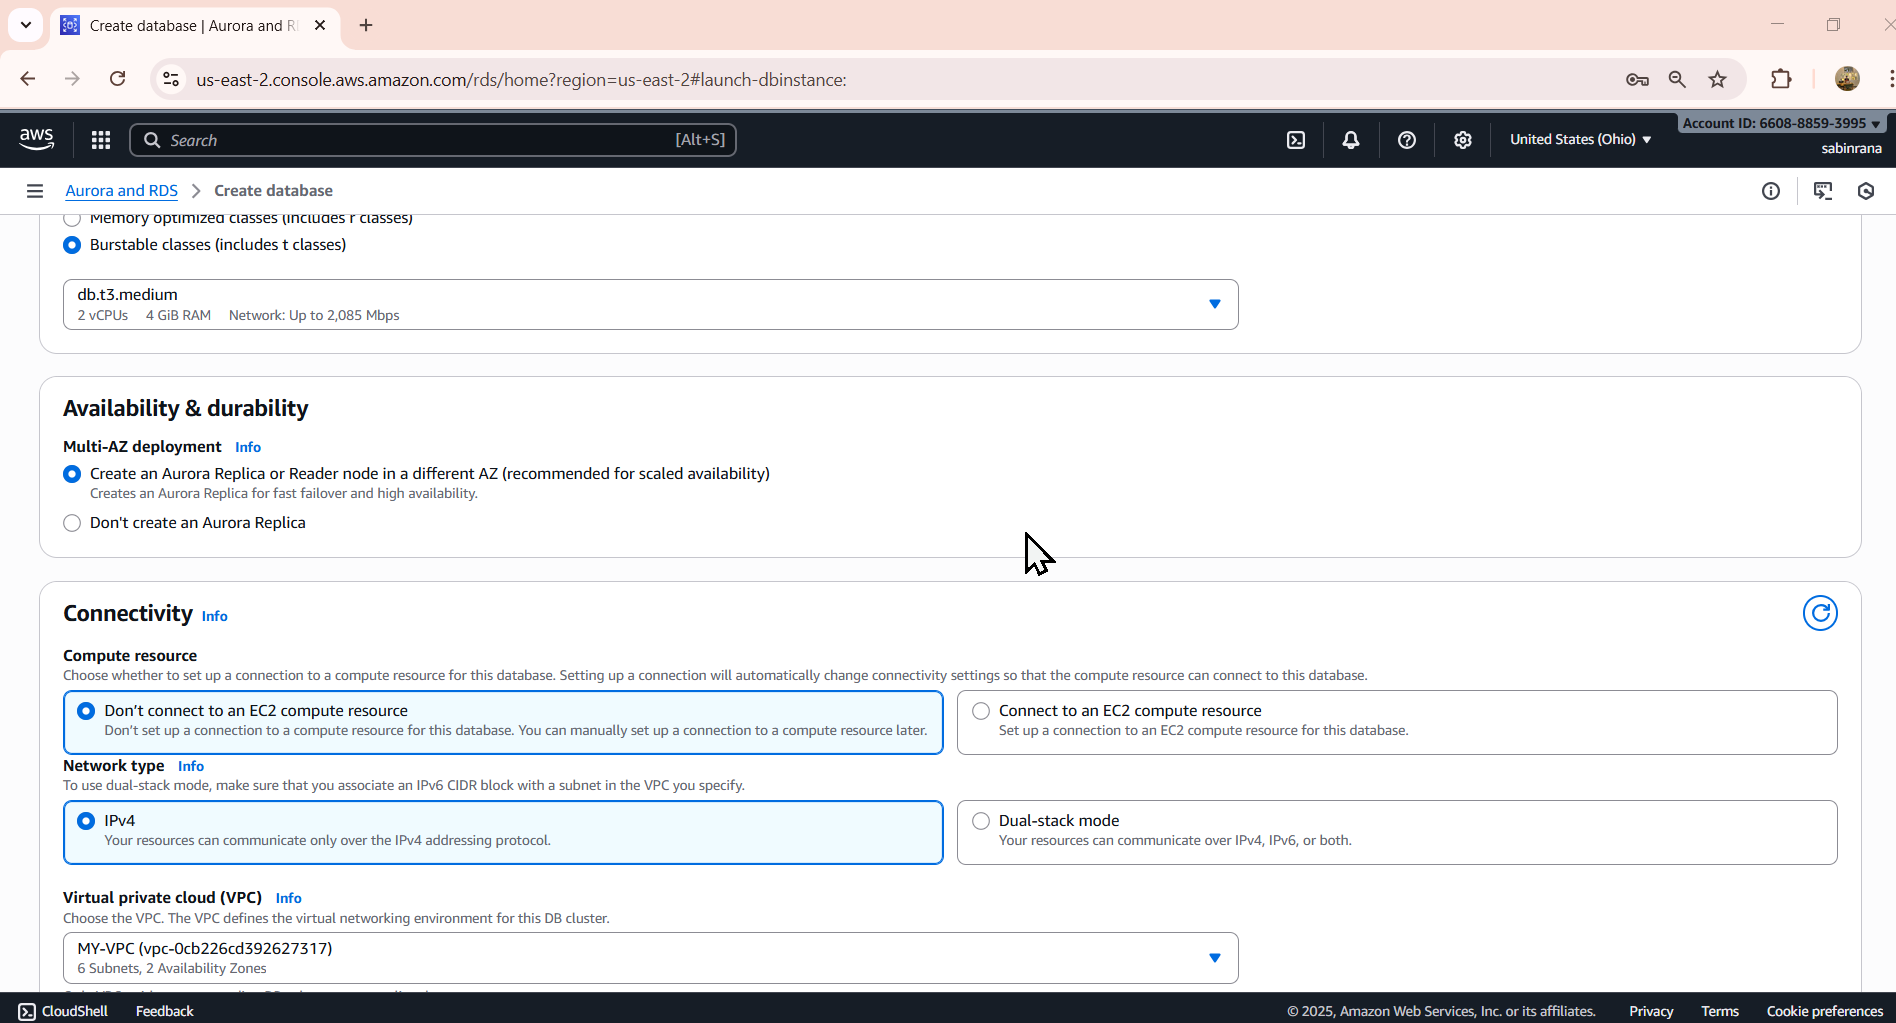 Create database | Aurora and R
us-east-2.console.aws.amazon.com/rds/home?region=us-east-2#launch-dbinstance:
aws
Search [Alt+S]
United States (Ohio)
Account ID: 6608-8859-3995
sabinrana
Aurora and RDS > Create database
Memory optimized classes (includes r classes)
Burstable classes (includes t classes)
db.t3.medium
2 vCPUs 4 GiB RAM Network: Up to 2,085 Mbps
Availability & durability
Multi-AZ deployment Info
Create an Aurora Replica or Reader node in a different AZ (recommended for scaled availability)
Creates an Aurora Replica for fast failover and high availability.
Don't create an Aurora Replica
Connectivity Info
Compute resource
Choose whether to set up a connection to a compute resource for this database. Setting up a connection will automatically change connectivity settings so that the compute resource can connect to this database.
Don’t connect to an EC2 compute resource
Don’t set up a connection to a compute resource for this database. You can manually set up a connection to a compute resource later.
Connect to an EC2 compute resource
Set up a connection to an EC2 compute resource for this database.
Network type Info
To use dual-stack mode, make sure that you associate an IPv6 CIDR block with a subnet in the VPC you specify.
IPv4
Your resources can communicate only over the IPv4 addressing protocol.
Dual-stack mode
Your resources can communicate over IPv4, IPv6, or both.
Virtual private cloud (VPC) Info
Choose the VPC. The VPC defines the virtual networking environment for this DB cluster.
MY-VPC (vpc-0cb226cd392627317)
6 Subnets, 2 Availability Zones
CloudShell Feedback © 2025, Amazon Web Services, Inc. or its affiliates. Privacy Terms Cookie preferences